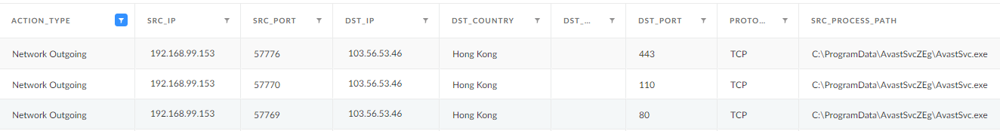 ACTION_TYPE SRC_IP SRC_PORT DST_IP DST_COUNTRY DST_... DST_PORT PROTO... SRC_PROCESS_PATH
Network Outgoing 192.168.99.153 57776 103.56.53.46 Hong Kong 443 TCP C:\ProgramData\AvastSvcZEg\AvastSvc.exe
Network Outgoing 192.168.99.153 57770 103.56.53.46 Hong Kong 110 TCP C:\ProgramData\AvastSvcZEg\AvastSvc.exe
Network Outgoing 192.168.99.153 57769 103.56.53.46 Hong Kong 80 TCP C:\ProgramData\AvastSvcZEg\AvastSvc.exe